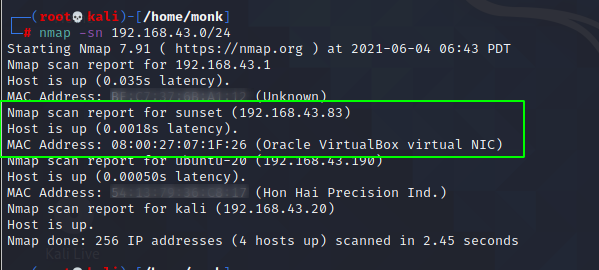 ┌──(root💀kali)-[/home/monk]
└─# nmap -sn 192.168.43.0/24
Starting Nmap 7.91 ( https://nmap.org ) at 2021-06-04 06:43 PDT
Nmap scan report for 192.168.43.1
Host is up (0.035s latency).
MAC Address: (Unknown)
Nmap scan report for sunset (192.168.43.83)
Host is up (0.0018s latency).
MAC Address: 08:00:27:07:1F:26 (Oracle VirtualBox virtual NIC)
Nmap scan report for ubuntu-20 (192.168.43.190)
Host is up (0.00050s latency).
MAC Address: (Hon Hai Precision Ind.)
Nmap scan report for kali (192.168.43.20)
Host is up.
Nmap done: 256 IP addresses (4 hosts up) scanned in 2.45 seconds
Kali Live
┌──(root💀kali)-[/home/monk]